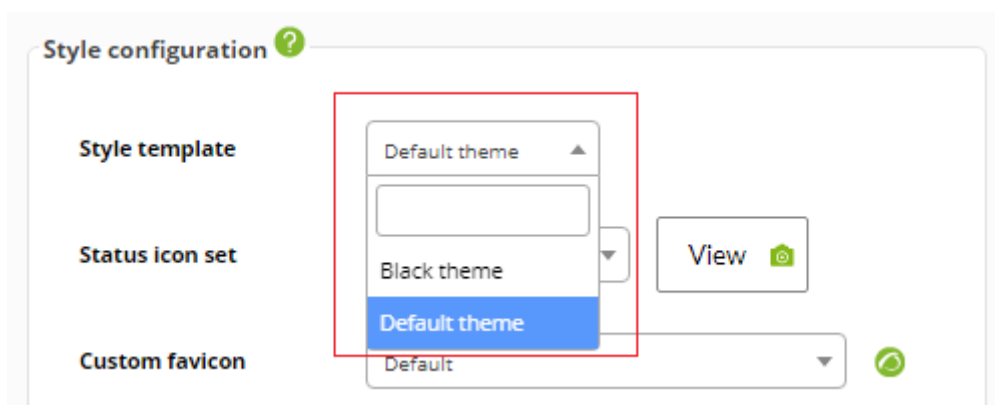 Style configuration ?
Style template
Default theme
Black theme
Default theme
Status icon set
View
Custom favicon
Default